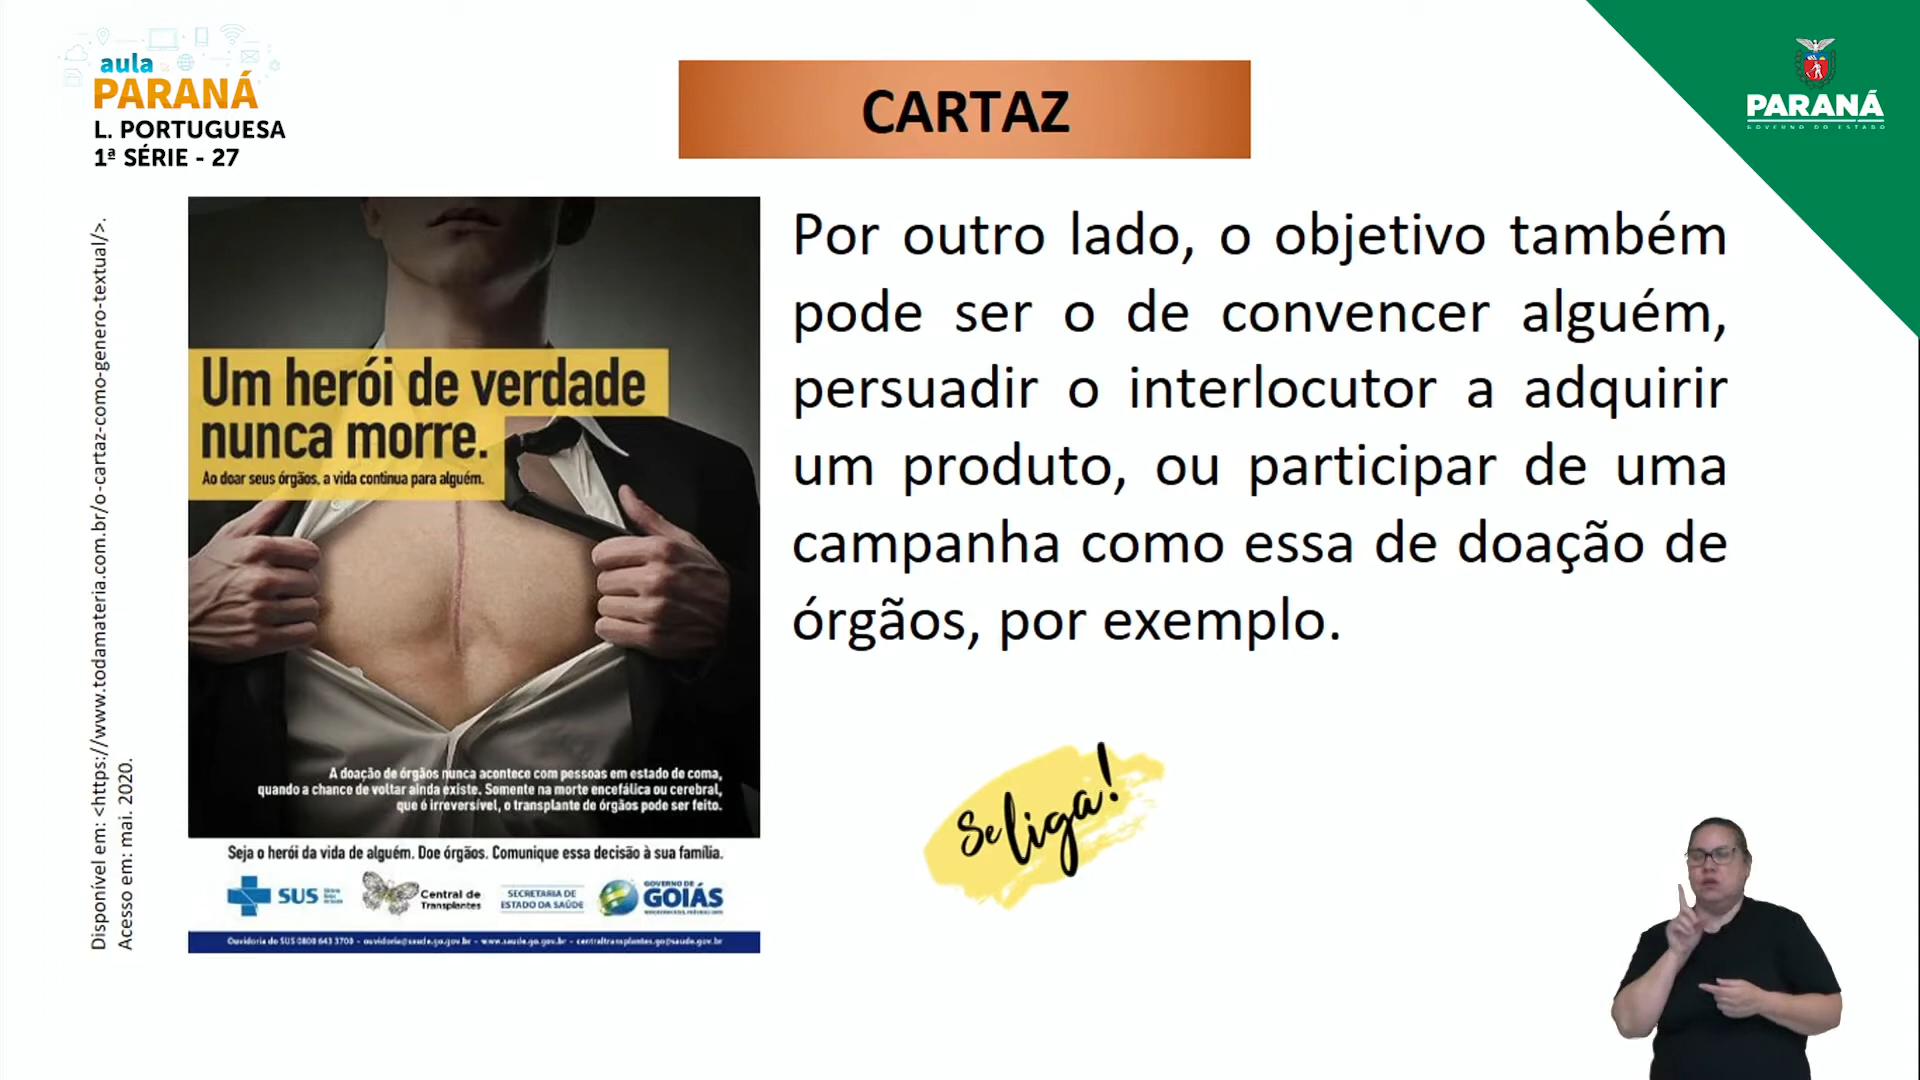 aula
PARANÁ
L. PORTUGUESA
1ª SÉRIE - 27
CARTAZ
PARANÁ
GOVERNO DO ESTADO
Disponível em: <https://www.todamateria.com.br/o-cartaz-como-genero-textual/>.
Acesso em: mai. 2020.
Um herói de verdade
nunca morre.
Ao doar seus órgãos, a vida continua para alguém.
A doação de órgãos nunca acontece com pessoas em estado de coma,
quando a chance de voltar ainda existe. Somente na morte encefálica ou cerebral,
que é irreversível, o transplante de órgãos pode ser feito.
Seja o herói da vida de alguém. Doe órgãos. Comunique essa decisão à sua família.
SUS
Central de
Transplantes
SECRETARIA DE
ESTADO DA SAÚDE
GOVERNO DE
GOIÁS
Ouvidoria do SUS 0800 643 3700 - ouvidoria@saude.go.gov.br - www.saude.go.gov.br - centraltransplantes.go@saude.gov.br
Por outro lado, o objetivo também
pode ser o de convencer alguém,
persuadir o interlocutor a adquirir
um produto, ou participar de uma
campanha como essa de doação de
órgãos, por exemplo.
Se liga!